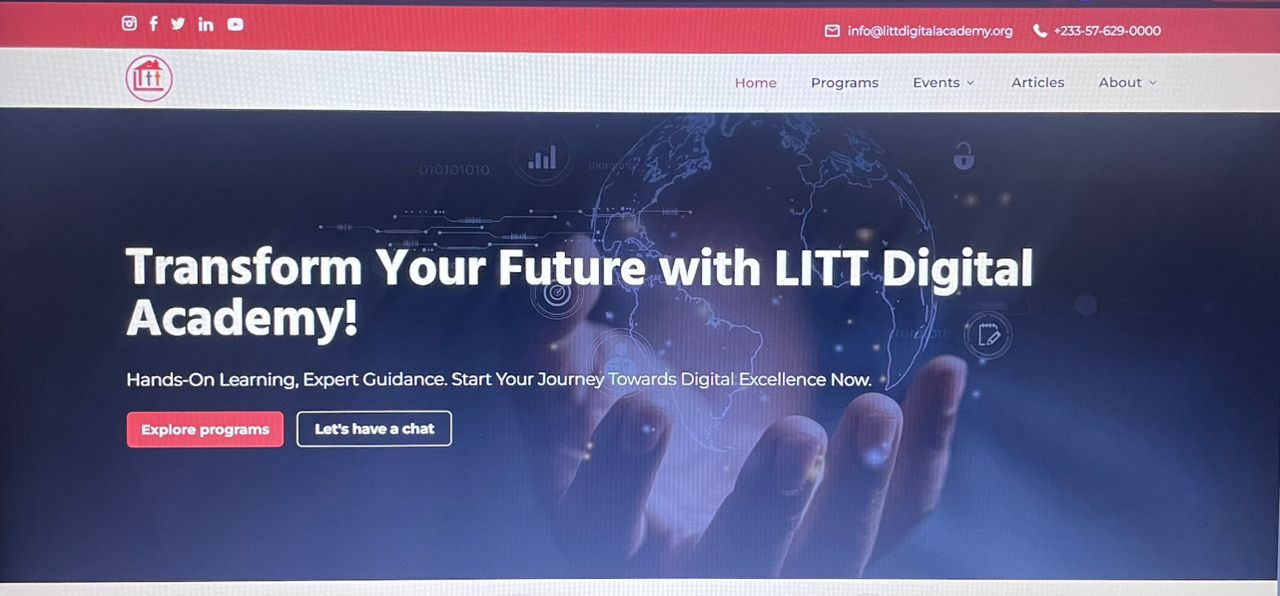 info@littdigitalacademy.org +233-57-629-0000
Litt
Home Programs Events Articles About
010101010
Transform Your Future with LITT Digital
Academy!
Hands-On Learning, Expert Guidance. Start Your Journey Towards Digital Excellence Now.
Explore programs Let's have a chat